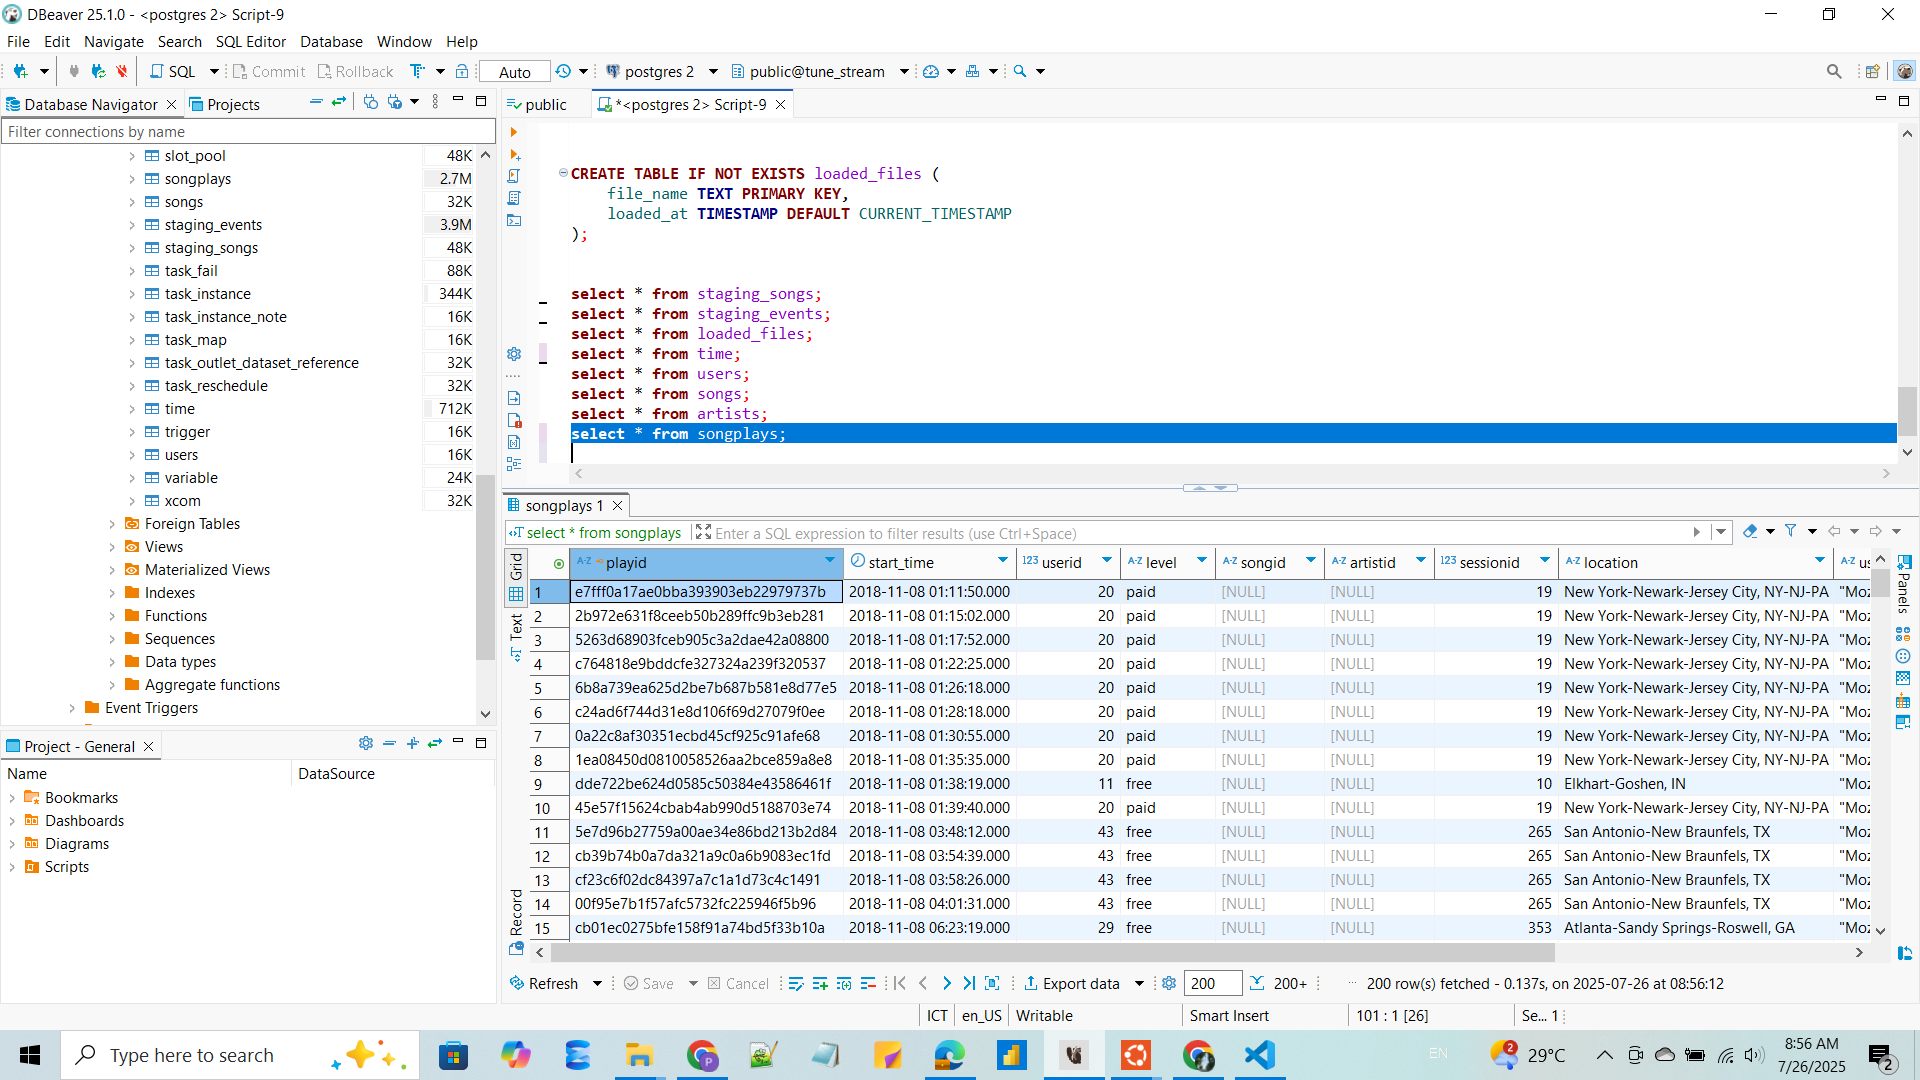 DBeaver 25.1.0 - <postgres 2> Script-9
File Edit Navigate Search SQL Editor Database Window Help
SQL Commit Rollback Auto postgres 2 public@tune_stream
Database Navigator Projects
Filter connections by name
slot_pool 48K
songplays 2.7M
songs 32K
staging_events 3.9M
staging_songs 48K
task_fail 88K
task_instance 344K
task_instance_note 16K
task_map 16K
task_outlet_dataset_reference 32K
task_reschedule 32K
time 712K
trigger 16K
users 16K
variable 24K
xcom 32K
Foreign Tables
Views
Materialized Views
Indexes
Functions
Sequences
Data types
Aggregate functions
Event Triggers
Project - General
Name DataSource
Bookmarks
Dashboards
Diagrams
Scripts
public *<postgres 2> Script-9
CREATE TABLE IF NOT EXISTS loaded_files (
file_name TEXT PRIMARY KEY,
loaded_at TIMESTAMP DEFAULT CURRENT_TIMESTAMP
);
select * from staging_songs;
select * from staging_events;
select * from loaded_files;
select * from time;
select * from users;
select * from songs;
select * from artists;
select * from songplays;
songplays 1
select * from songplays Enter a SQL expression to filter results (use Ctrl+Space)
Grid
Text
Record
Panels
A-Z playid start_time 123 userid A-Z level A-Z songid A-Z artistid 123 sessionid A-Z location A-Z us
1 e7fff0a17ae0bba393903eb22979737b 2018-11-08 01:11:50.000 20 paid [NULL] [NULL] 19 New York-Newark-Jersey City, NY-NJ-PA "Moz
2 2b972e631f8ceeb50b289ffc9b3eb281 2018-11-08 01:15:02.000 20 paid [NULL] [NULL] 19 New York-Newark-Jersey City, NY-NJ-PA "Moz
3 5263d68903fceb905c3a2dae42a08800 2018-11-08 01:17:52.000 20 paid [NULL] [NULL] 19 New York-Newark-Jersey City, NY-NJ-PA "Moz
4 c764818e9bddcfe327324a239f320537 2018-11-08 01:22:25.000 20 paid [NULL] [NULL] 19 New York-Newark-Jersey City, NY-NJ-PA "Moz
5 6b8a739ea625d2be7b687b581e8d77e5 2018-11-08 01:26:18.000 20 paid [NULL] [NULL] 19 New York-Newark-Jersey City, NY-NJ-PA "Moz
6 c24ad6f744d31e8d106f69d27079f0ee 2018-11-08 01:28:18.000 20 paid [NULL] [NULL] 19 New York-Newark-Jersey City, NY-NJ-PA "Moz
7 0a22c8af30351ecbd45cf925c91afe68 2018-11-08 01:30:55.000 20 paid [NULL] [NULL] 19 New York-Newark-Jersey City, NY-NJ-PA "Moz
8 1ea08450d0810058526aa2bce859a8e8 2018-11-08 01:35:35.000 20 paid [NULL] [NULL] 19 New York-Newark-Jersey City, NY-NJ-PA "Moz
9 dde722be624d0585c50384e43586461f 2018-11-08 01:38:19.000 11 free [NULL] [NULL] 10 Elkhart-Goshen, IN "Moz
10 45e57f15624cbab4ab990d5188703e74 2018-11-08 01:39:40.000 20 paid [NULL] [NULL] 19 New York-Newark-Jersey City, NY-NJ-PA "Moz
11 5e7d96b27759a00ae34e86bd213b2d84 2018-11-08 03:48:12.000 43 free [NULL] [NULL] 265 San Antonio-New Braunfels, TX "Moz
12 cb39b74b0a7da321a9c0a6b9083ec1fd 2018-11-08 03:54:39.000 43 free [NULL] [NULL] 265 San Antonio-New Braunfels, TX "Moz
13 cf23c6f02dc84397a7c1a1d73c4c1491 2018-11-08 03:58:26.000 43 free [NULL] [NULL] 265 San Antonio-New Braunfels, TX "Moz
14 00f95e7b1f57afc5732fc225946f5b96 2018-11-08 04:01:31.000 43 free [NULL] [NULL] 265 San Antonio-New Braunfels, TX "Moz
15 cb01ec0275bfe158f91a74bd5f33b10a 2018-11-08 06:23:19.000 29 free [NULL] [NULL] 353 Atlanta-Sandy Springs-Roswell, GA "Moz
Refresh Save Cancel Export data 200 200+ 200 row(s) fetched - 0.137s, on 2025-07-26 at 08:56:12
ICT en_US Writable Smart Insert 101 : 1 [26] Se... 1
Type here to search EN 2 29°C 8:56 AM
7/26/2025 2